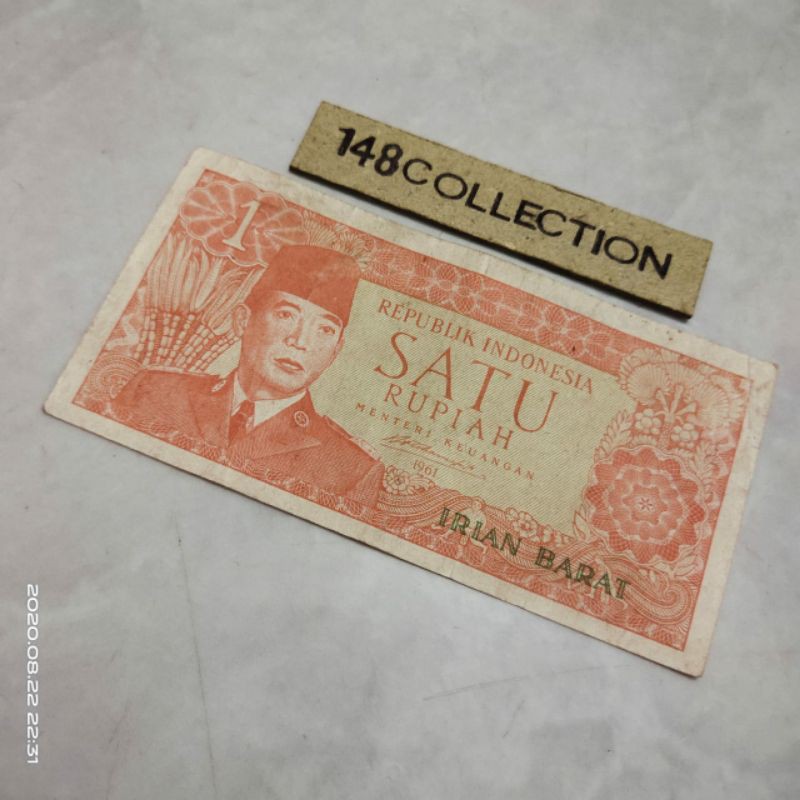 148COLLECTION
1
REPUBLIK INDONESIA
SATU
RUPIAH
MENTERI KEUANGAN
1961
IRIAN BARAT
2020.08.22 22:31